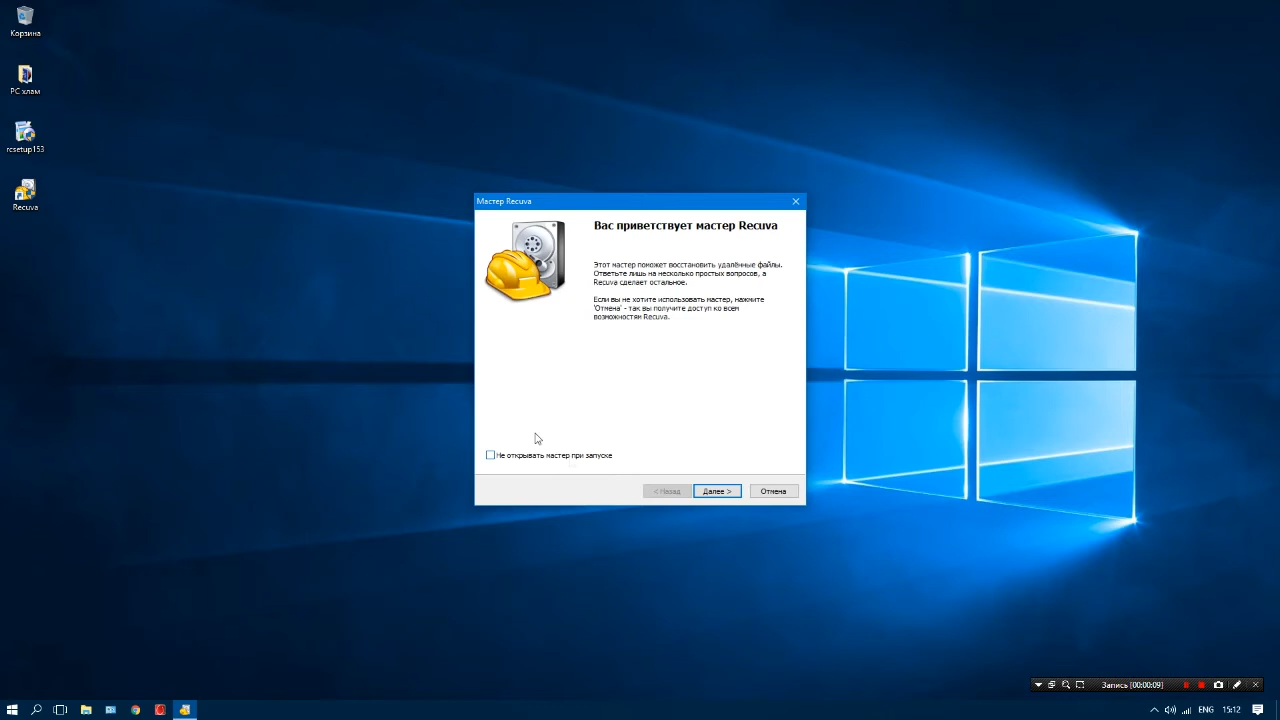 Корзина
PC хлам
rcsetup153
Recuva
Мастер Recuva
Вас приветствует мастер Recuva
Этот мастер поможет восстановить удалённые файлы.
Ответьте лишь на несколько простых вопросов, а
Recuva сделает остальное.
Если вы не хотите использовать мастер, нажмите
'Отмена' - так вы получите доступ ко всем
возможностям Recuva.
Не открывать мастер при запуске
< Назад
Далее >
Отмена
Запись [00:00:09]
ENG
15:12